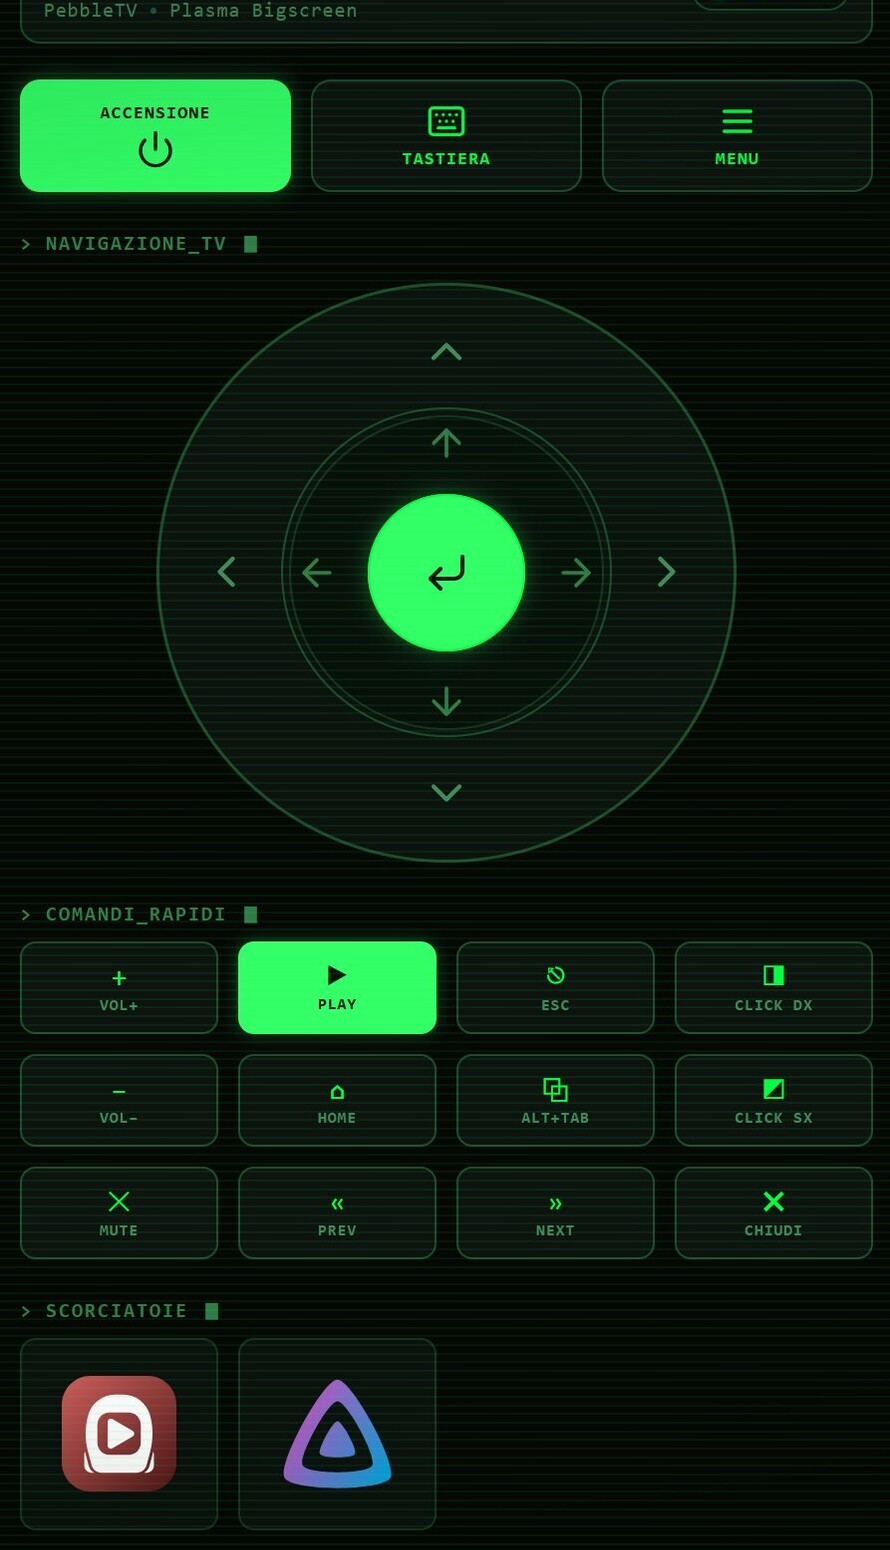 PebbleTV • Plasma Bigscreen
ACCENSIONE
TASTIERA
MENU
> NAVIGAZIONE_TV
> COMANDI_RAPIDI
+
VOL+
PLAY
ESC
CLICK DX
−
VOL−
HOME
ALT+TAB
CLICK SX
MUTE
«
PREV
»
NEXT
CHIUDI
> SCORCIATOIE